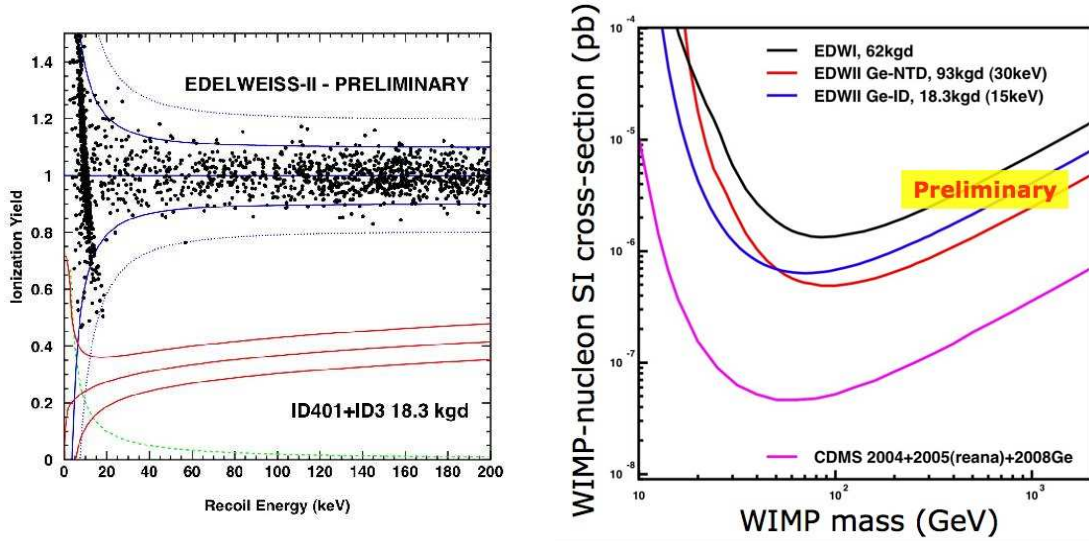 EDELWEISS-II - PRELIMINARY
ID401+ID3 18.3 kgd
Ionization Yield
1.4
1.2
1
0.8
0.6
0.4
0.2
0
0 20 40 60 80 100 120 140 160 180 200
Recoil Energy (keV)
WIMP-nucleon SI cross-section (pb)
10⁻⁴
10⁻⁵
10⁻⁶
10⁻⁷
10⁻⁸
EDWI, 62kgd
EDWII Ge-NTD, 93kgd (30keV)
EDWII Ge-ID, 18.3kgd (15keV)
Preliminary
CDMS 2004+2005(reana)+2008Ge
10 10² 10³
WIMP mass (GeV)